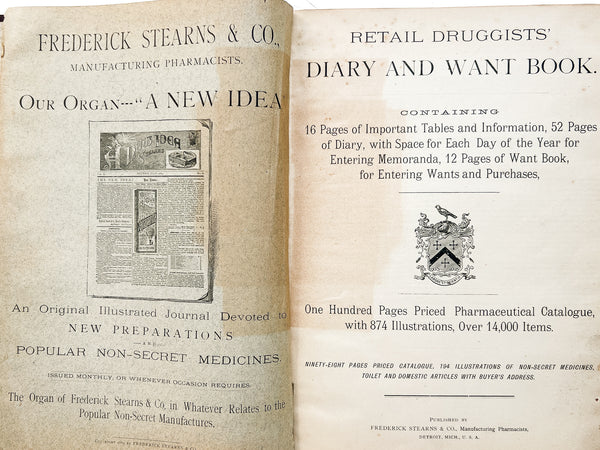 FREDERICK STEARNS & CO.,
MANUFACTURING PHARMACISTS.
OUR ORGAN---"A NEW IDEA
An Original Illustrated Journal Devoted to
NEW PREPARATIONS
—AND—
POPULAR NON-SECRET MEDICINES.
ISSUED MONTHLY, OR WHENEVER OCCASION REQUIRES.
The Organ of Frederick Stearns & Co. in Whatever Relates to the
Popular Non-Secret Manufactures.
FREDERICK STEARNS & CO.
RETAIL DRUGGISTS'
DIARY AND WANT BOOK.
CONTAINING
16 Pages of Important Tables and Information, 52 Pages
of Diary, with Space for Each Day of the Year for
Entering Memoranda, 12 Pages of Want Book,
for Entering Wants and Purchases,
One Hundred Pages Priced Pharmaceutical Catalogue,
with 874 Illustrations, Over 14,000 Items.
NINETY-EIGHT PAGES PRICED CATALOGUE, 194 ILLUSTRATIONS OF NON-SECRET MEDICINES,
TOILET AND DOMESTIC ARTICLES WITH BUYER'S ADDRESS.
PUBLISHED BY
FREDERICK STEARNS & CO., Manufacturing Pharmacists,
DETROIT, MICH., U. S. A.